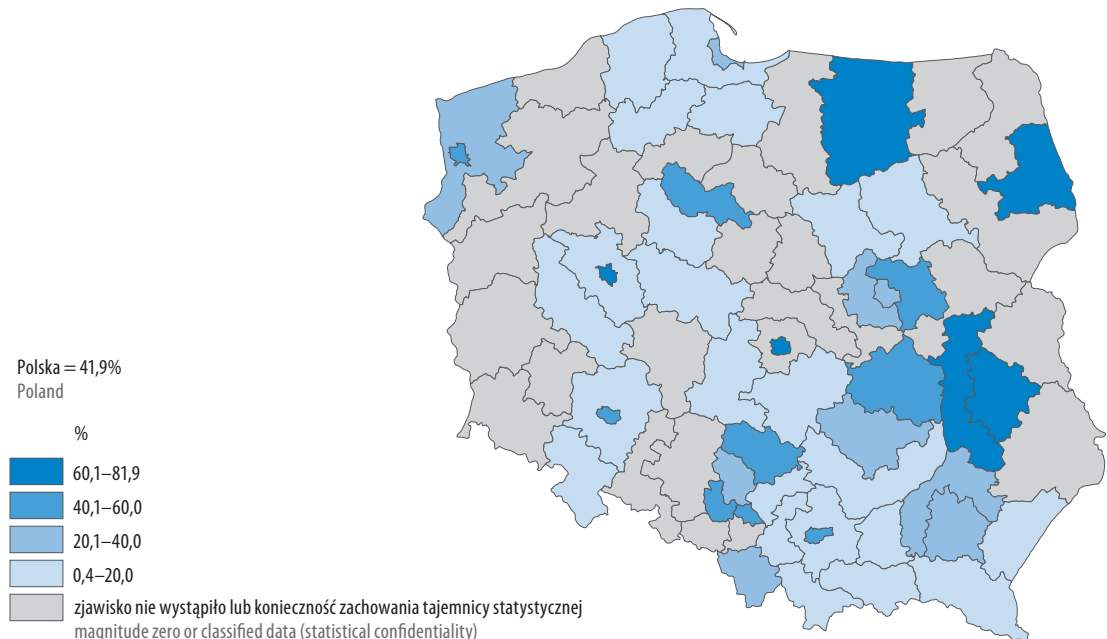 Polska = 41,9%
Poland
%
60,1–81,9
40,1–60,0
20,1–40,0
0,4–20,0
zjawisko nie wystąpiło lub konieczność zachowania tajemnicy statystycznej
magnitude zero or classified data (statistical confidentiality)